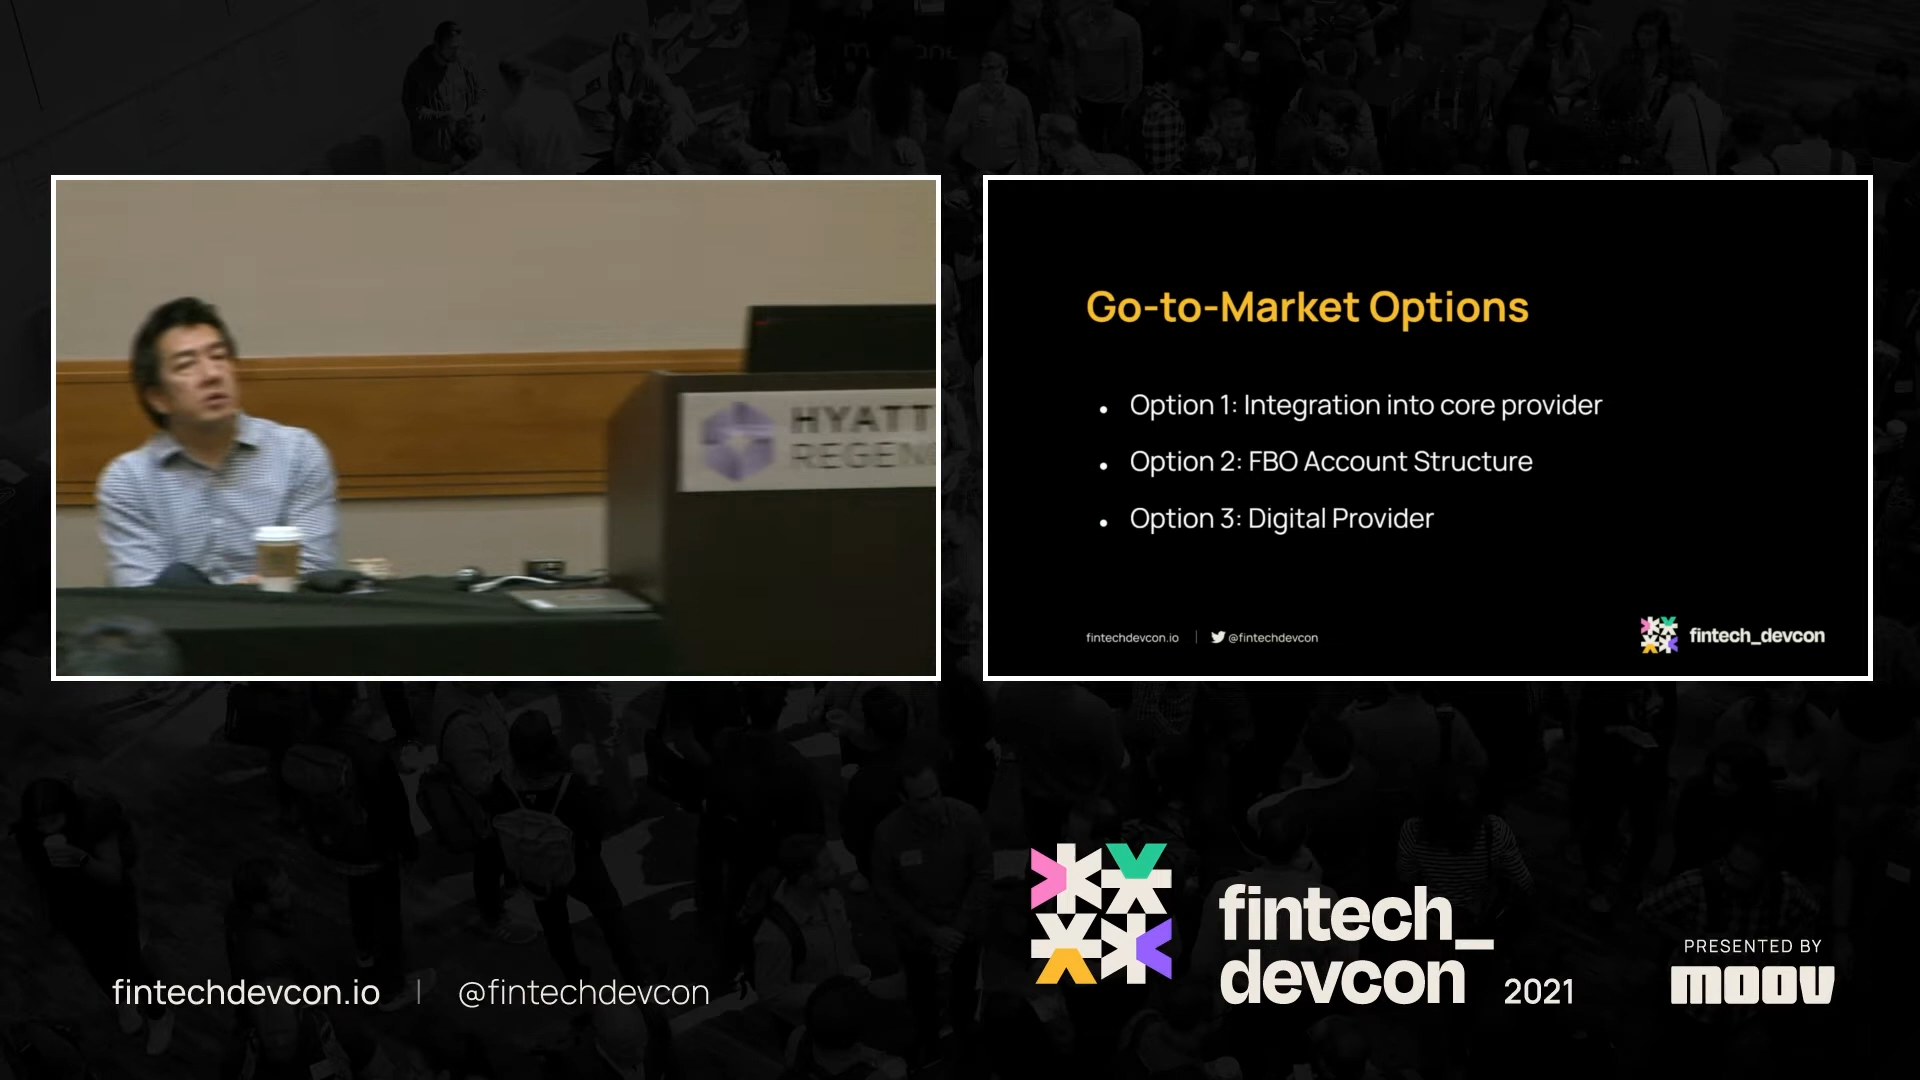 HYATT
REGEN
Go-to-Market Options
• Option 1: Integration into core provider
• Option 2: FBO Account Structure
• Option 3: Digital Provider
fintechdevcon.io | @fintechdevcon
fintech_devcon
fintechdevcon.io | @fintechdevcon
fintech_
devcon 2021
PRESENTED BY
moov